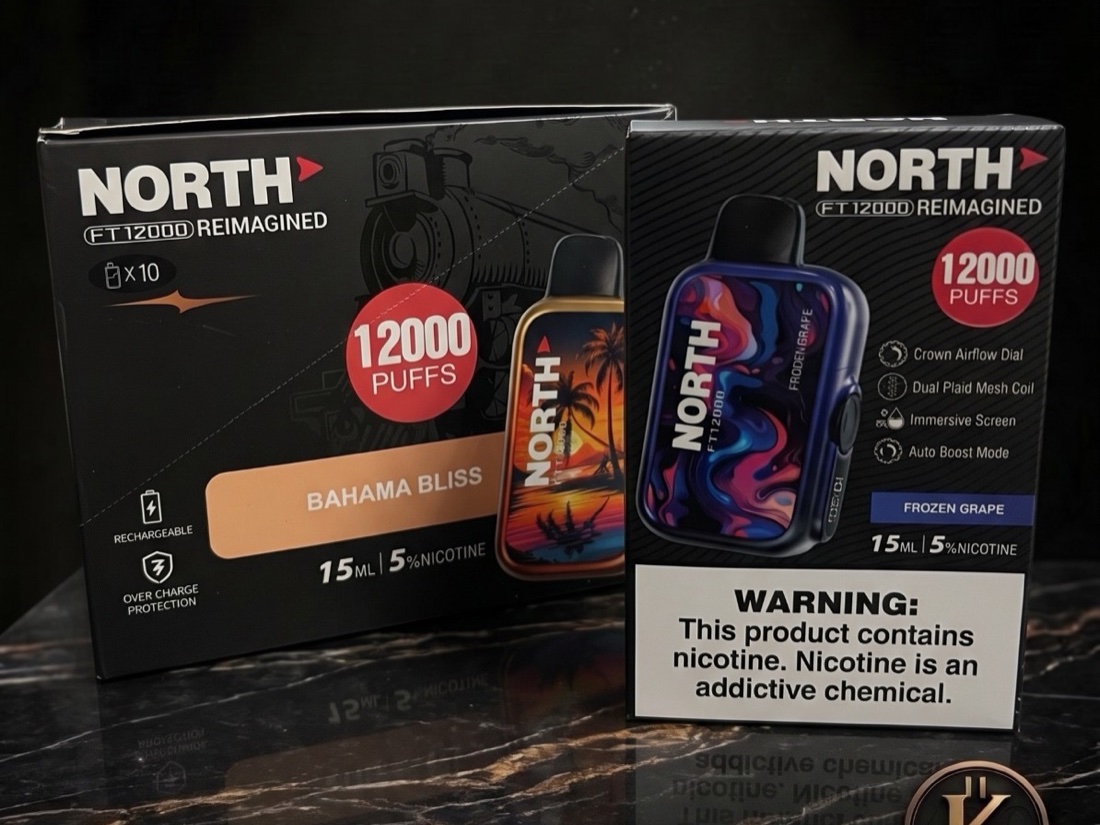 NORTH
FT12000 REIMAGINED
X10
12000
PUFFS
BAHAMA BLISS
RECHARGEABLE
OVER CHARGE
PROTECTION
15ML | 5%NICOTINE
NORTH
FT12000
NORTH
FT12000 REIMAGINED
12000
PUFFS
Crown Airflow Dial
Dual Plaid Mesh Coil
Immersive Screen
Auto Boost Mode
NORTH
FT12000
FRODEN GRAPE
FROZEN GRAPE
15ML | 5%NICOTINE
WARNING:
This product contains
nicotine. Nicotine is an
addictive chemical.